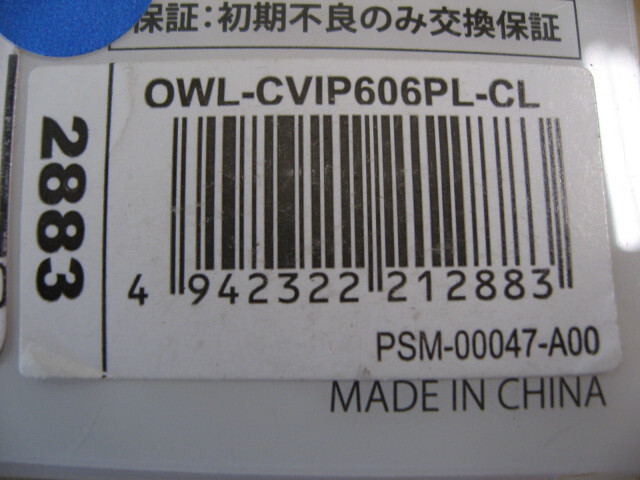 保証：初期不良のみ交換保証
OWL-CVIP606PL-CL
2883
4 942322 212883
PSM-00047-A00
MADE IN CHINA